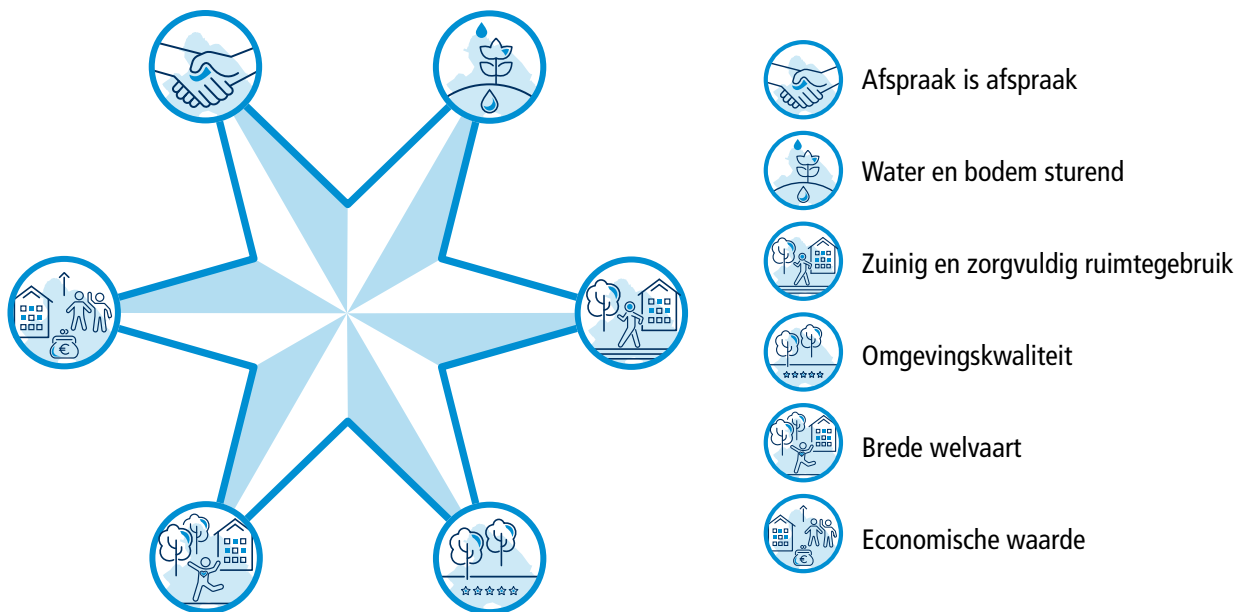 Afspraak is afspraak
Water en bodem sturend
Zuinig en zorgvuldig ruimtegebruik
Omgevingskwaliteit
Brede welvaart
Economische waarde